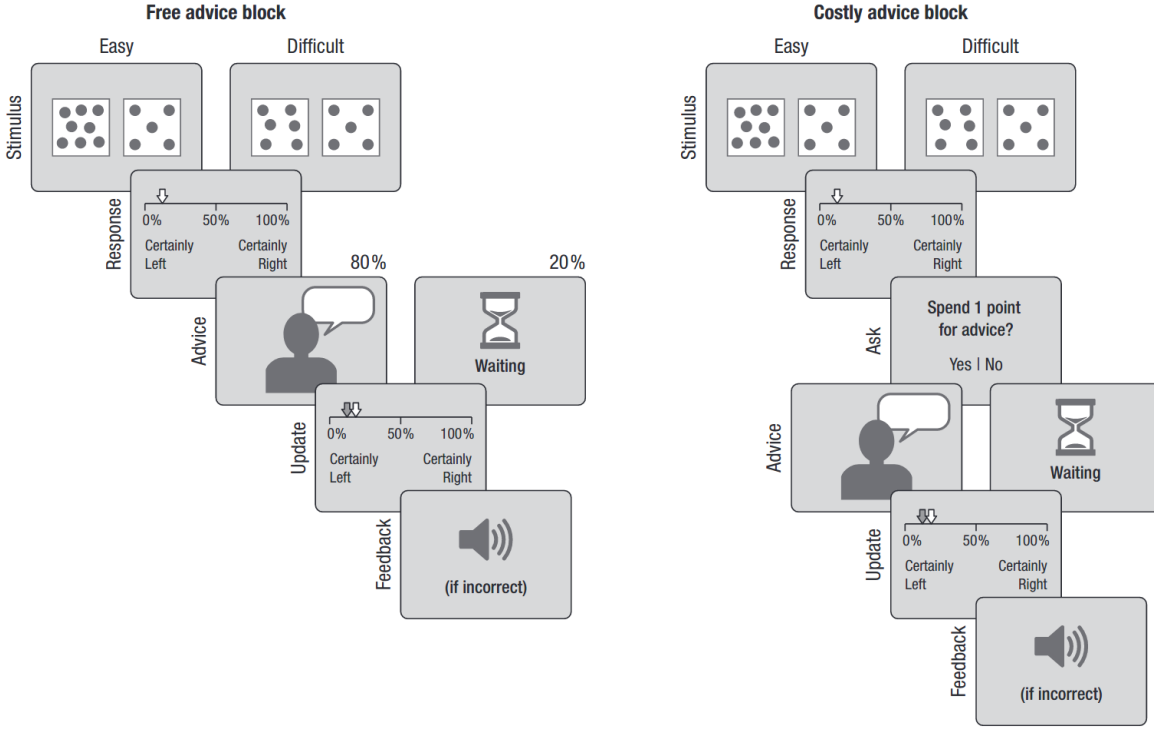 Free advice block
Easy
Difficult
Stimulus
Response
0%
50%
100%
Certainly
Left
Certainly
Right
80%
20%
Advice
Waiting
Update
0%
50%
100%
Certainly
Left
Certainly
Right
Feedback
(if incorrect)
Costly advice block
Easy
Difficult
Stimulus
Response
0%
50%
100%
Certainly
Left
Certainly
Right
Ask
Spend 1 point
for advice?
Yes | No
Advice
Waiting
Update
0%
50%
100%
Certainly
Left
Certainly
Right
Feedback
(if incorrect)